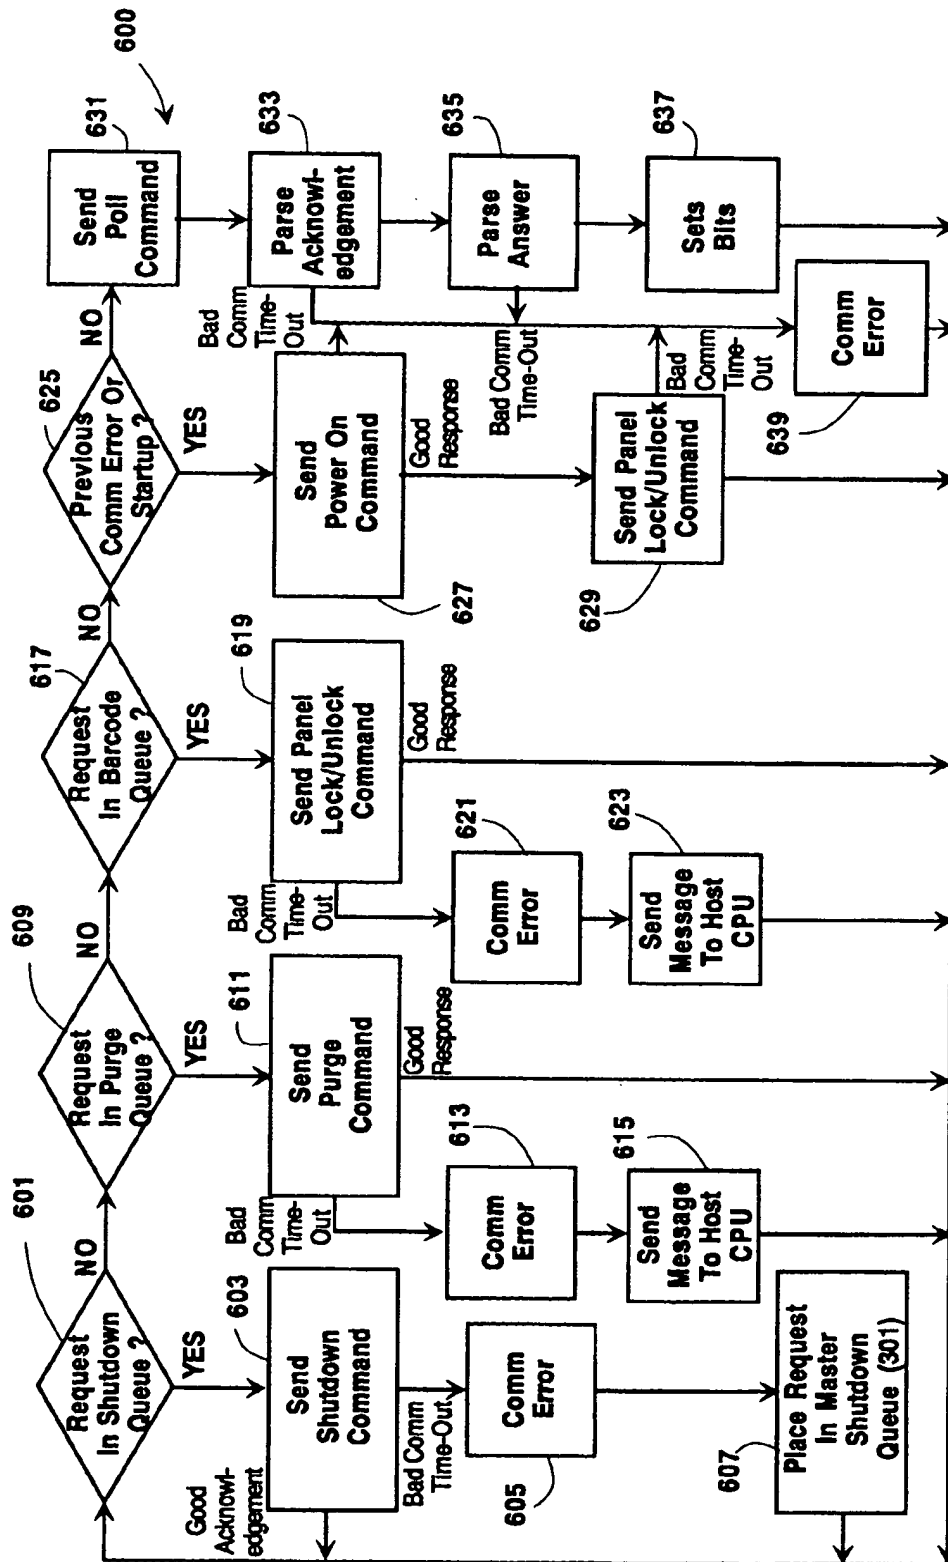 600
601
Request
In Shutdown
Queue ?
NO
YES
609
Request
In Purge
Queue ?
NO
YES
617
Request
In Barcode
Queue ?
NO
YES
625
Previous
Comm Error Or
Startup ?
NO
YES
631
Send
Poll
Command
Good
Acknowl-
edgement
603
Send
Shutdown
Command
Bad Comm
Time-Out
605
Comm
Error
607
Place Request
In Master
Shutdown
Queue (301)
611
Send
Purge
Command
Bad
Comm
Time-
Out
Good
Response
613
Comm
Error
615
Send
Message
To Host
CPU
619
Send Panel
Lock/Unlock
Command
Bad
Comm
Time-
Out
Good
Response
621
Comm
Error
623
Send
Message
To Host
CPU
627
Send
Power On
Command
Good
Response
629
Send Panel
Lock/Unlock
Command
Bad
Comm
Time-
Out
633
Parse
Acknowl-
edgement
Bad
Comm
Time-
Out
635
Parse
Answer
Bad Comm
Time-Out
637
Sets
Bits
639
Comm
Error